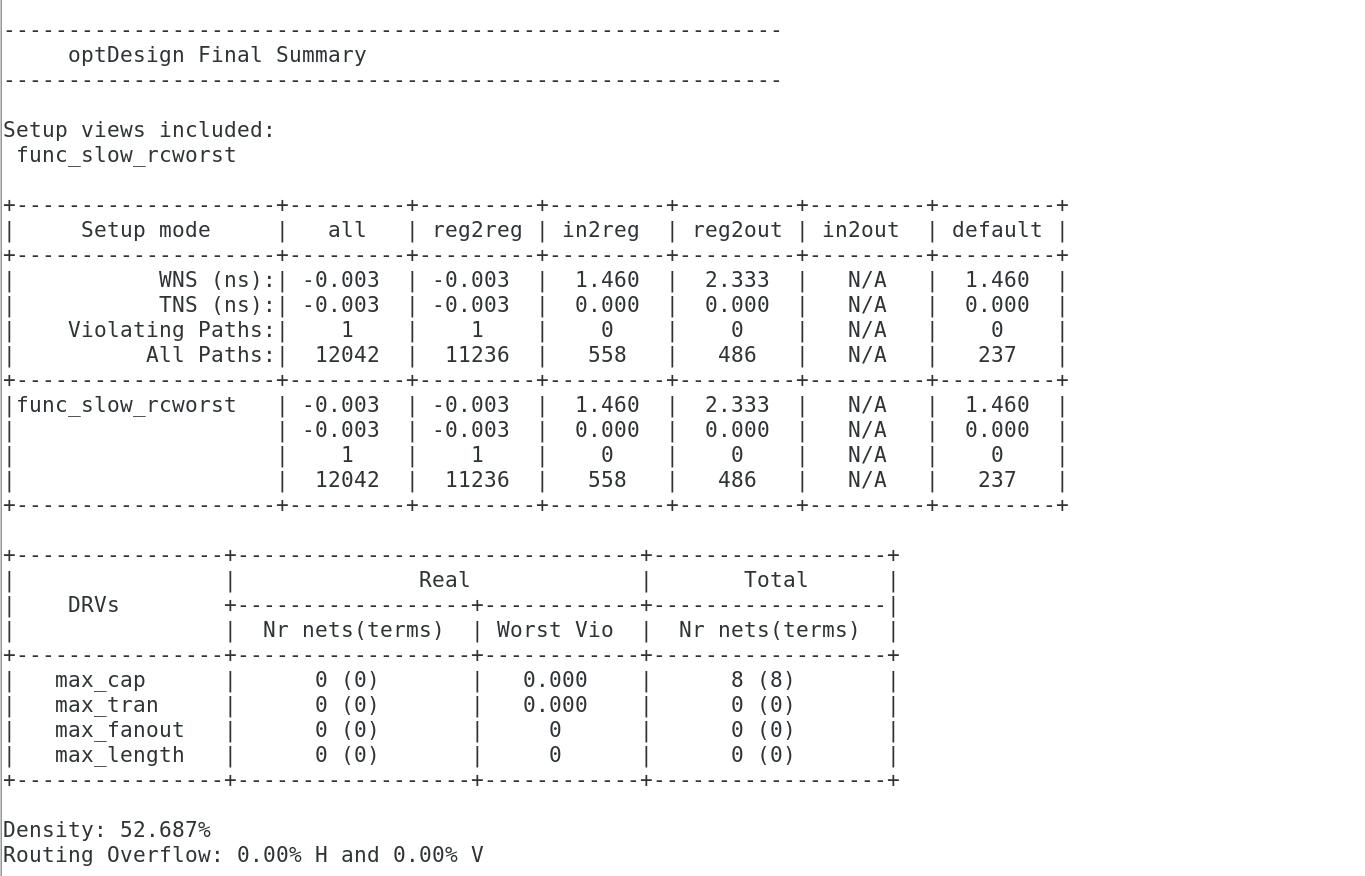 ------------------------------------------------------------
     optDesign Final Summary
------------------------------------------------------------

Setup views included:
 func_slow_rcworst

+--------------------+---------+---------+---------+---------+---------+---------+
|     Setup mode     |   all   | reg2reg | in2reg  | reg2out | in2out  | default |
+--------------------+---------+---------+---------+---------+---------+---------+
|           WNS (ns):| -0.003  | -0.003  |  1.460  |  2.333  |   N/A   |  1.460  |
|           TNS (ns):| -0.003  | -0.003  |  0.000  |  0.000  |   N/A   |  0.000  |
|    Violating Paths:|    1    |    1    |    0    |    0    |   N/A   |    0    |
|          All Paths:|  12042  |  11236  |   558   |   486   |   N/A   |   237   |
+--------------------+---------+---------+---------+---------+---------+---------+
|func_slow_rcworst   | -0.003  | -0.003  |  1.460  |  2.333  |   N/A   |  1.460  |
|                    | -0.003  | -0.003  |  0.000  |  0.000  |   N/A   |  0.000  |
|                    |    1    |    1    |    0    |    0    |   N/A   |    0    |
|                    |  12042  |  11236  |   558   |   486   |   N/A   |   237   |
+--------------------+---------+---------+---------+---------+---------+---------+

+----------------+-------------------------------+------------------+
|                |              Real             |       Total      |
|    DRVs        +------------------+------------+------------------|
|                |  Nr nets(terms)  | Worst Vio  |  Nr nets(terms)  |
+----------------+------------------+------------+------------------+
|   max_cap      |      0 (0)       |   0.000    |      8 (8)       |
|   max_tran     |      0 (0)       |   0.000    |      0 (0)       |
|   max_fanout   |      0 (0)       |     0      |      0 (0)       |
|   max_length   |      0 (0)       |     0      |      0 (0)       |
+----------------+------------------+------------+------------------+

Density: 52.687%
Routing Overflow: 0.00% H and 0.00% V